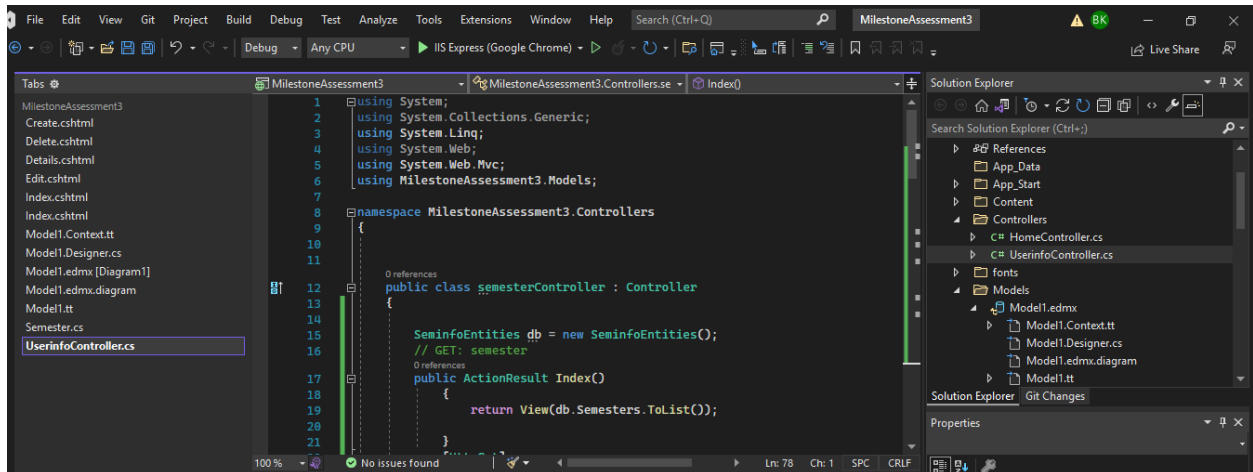 File Edit View Git Project Build Debug Test Analyze Tools Extensions Window Help Search (Ctrl+Q) MilestoneAssessment3 BK
Debug Any CPU IIS Express (Google Chrome) Live Share
Tabs
MilestoneAssessment3
Create.cshtml
Delete.cshtml
Details.cshtml
Edit.cshtml
Index.cshtml
Index.cshtml
Model1.Context.tt
Model1.Designer.cs
Model1.edmx [Diagram1]
Model1.edmx.diagram
Model1.tt
Semester.cs
UserinfoController.cs
MilestoneAssessment3 MilestoneAssessment3.Controllers.se Index()
1 using System;
2 using System.Collections.Generic;
3 using System.Linq;
4 using System.Web;
5 using System.Web.Mvc;
6 using MilestoneAssessment3.Models;
7
8 namespace MilestoneAssessment3.Controllers
9 {
10
11
0 references
12 public class semesterController : Controller
13 {
14
15 SeminfoEntities db = new SeminfoEntities();
16 // GET: semester
0 references
17 public ActionResult Index()
18 {
19 return View(db.Semesters.ToList());
20
21 }
100 % No issues found Ln: 78 Ch: 1 SPC CRLF
Solution Explorer
Search Solution Explorer (Ctrl+;)
References
App_Data
App_Start
Content
Controllers
C# HomeController.cs
C# UserinfoController.cs
fonts
Models
Model1.edmx
Model1.Context.tt
Model1.Designer.cs
Model1.edmx.diagram
Model1.tt
Solution Explorer Git Changes
Properties